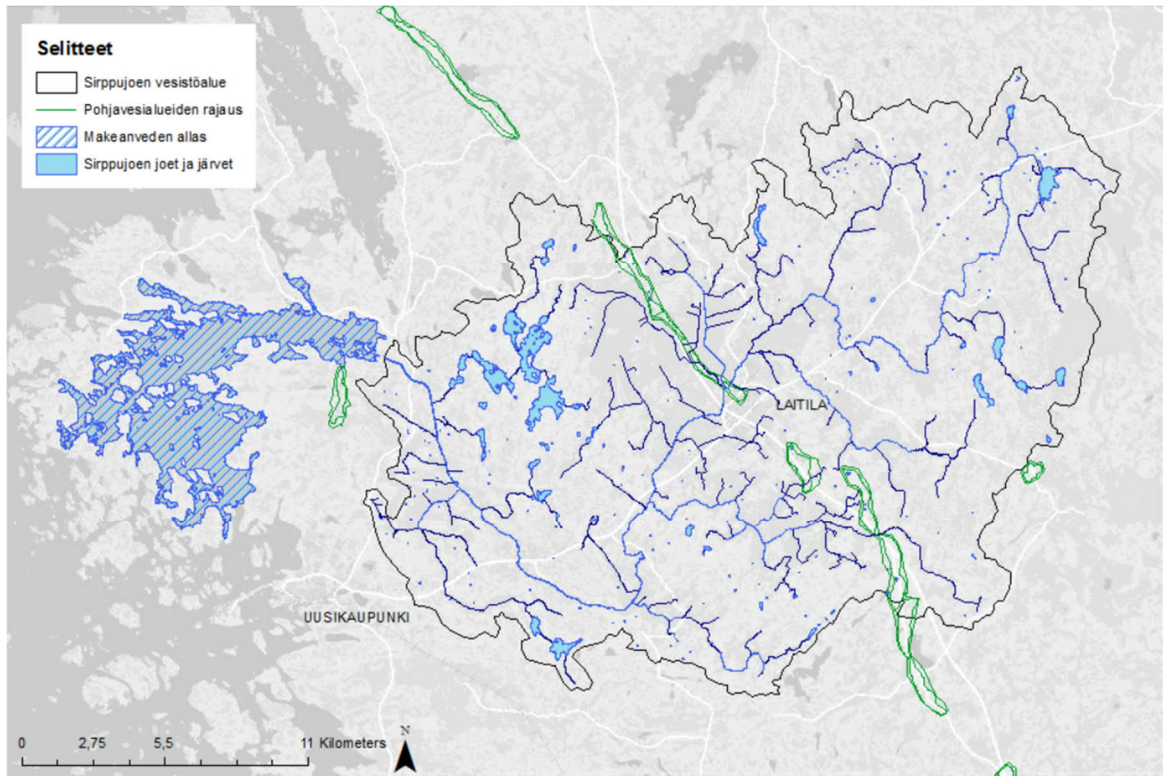 Selitteet
Sirppujoen vesistöalue
Pohjavesialueiden rajaus
Makeanveden allas
Sirppujoen joet ja järvet
LAITILA
UUSIKAUPUNKI
N
0 2,75 5,5 11 Kilometers